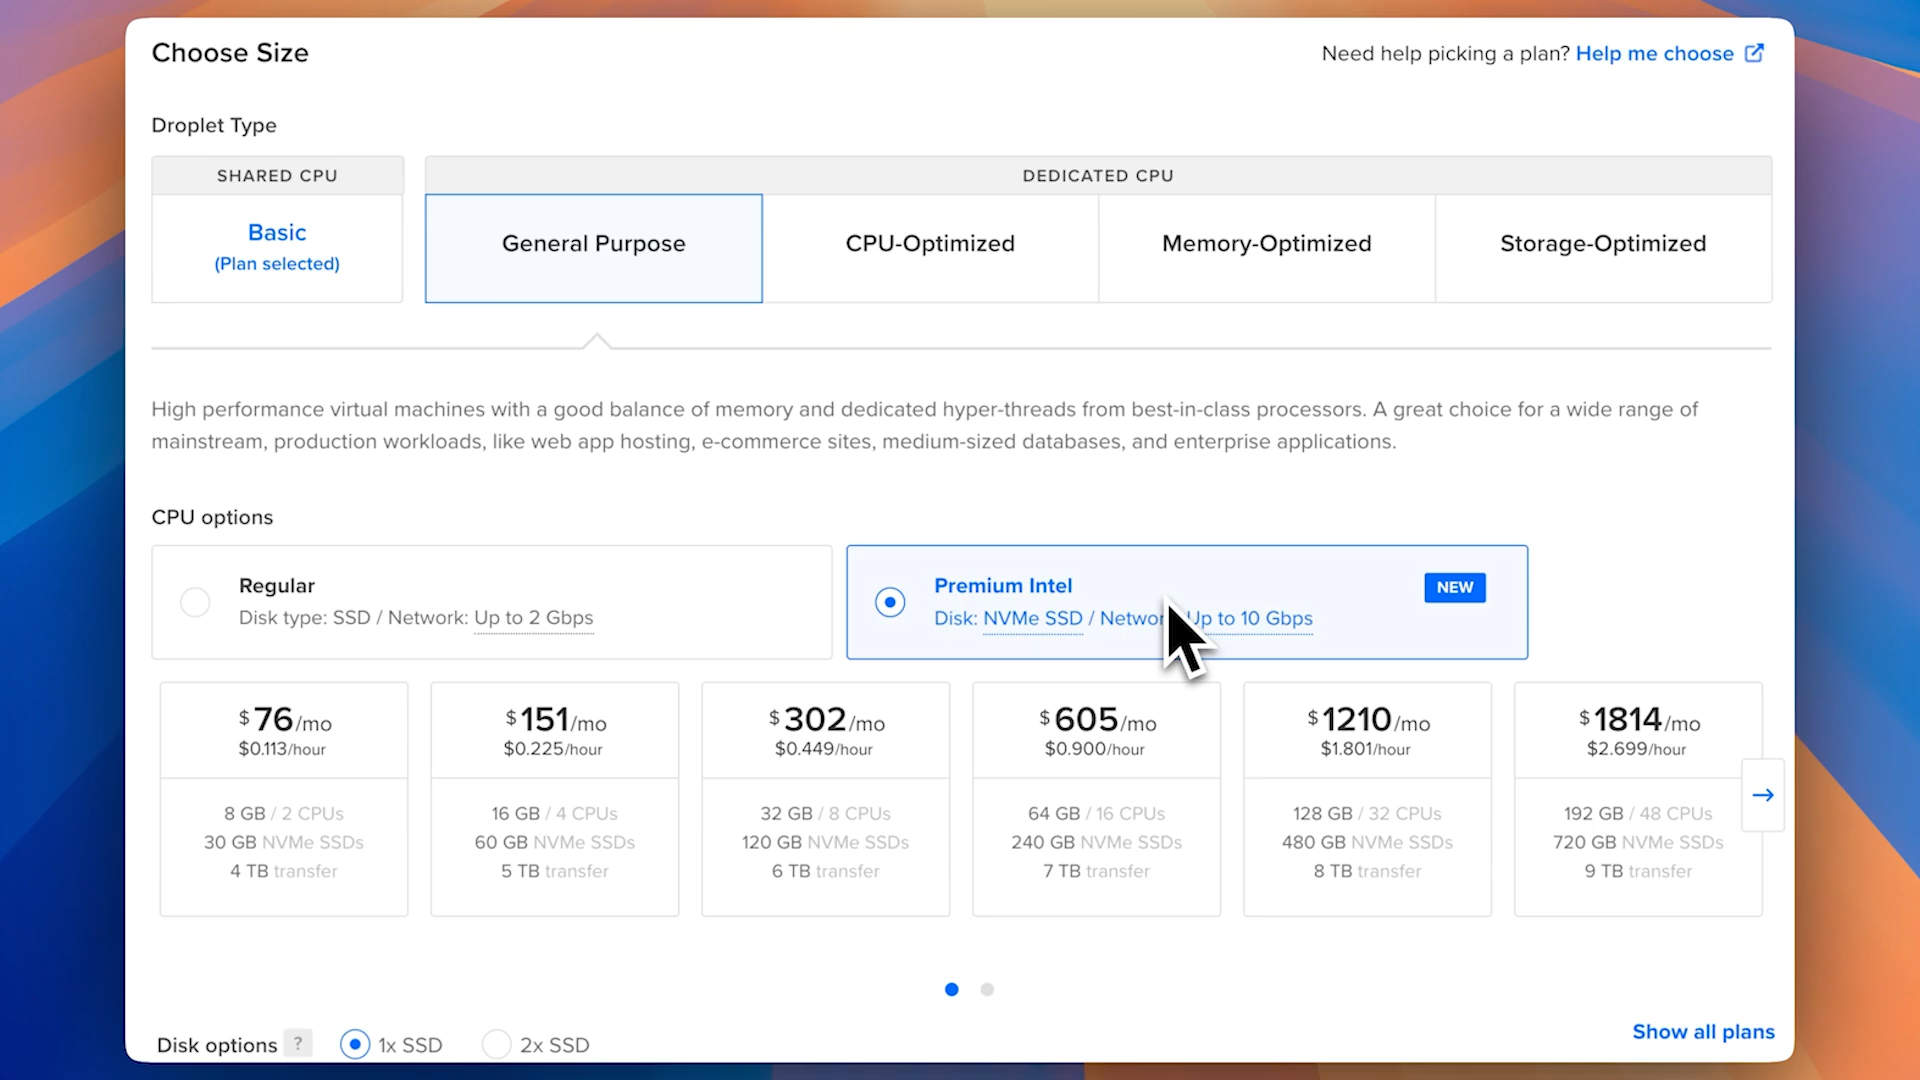 Choose Size
Need help picking a plan? Help me choose
Droplet Type
SHARED CPU
DEDICATED CPU
Basic
(Plan selected)
General Purpose
CPU-Optimized
Memory-Optimized
Storage-Optimized
High performance virtual machines with a good balance of memory and dedicated hyper-threads from best-in-class processors. A great choice for a wide range of
mainstream, production workloads, like web app hosting, e-commerce sites, medium-sized databases, and enterprise applications.
CPU options
Regular
Disk type: SSD / Network: Up to 2 Gbps
Premium Intel
NEW
Disk: NVMe SSD / Networ Up to 10 Gbps
$76/mo
$0.113/hour
8 GB / 2 CPUs
30 GB NVMe SSDs
4 TB transfer
$151/mo
$0.225/hour
16 GB / 4 CPUs
60 GB NVMe SSDs
5 TB transfer
$302/mo
$0.449/hour
32 GB / 8 CPUs
120 GB NVMe SSDs
6 TB transfer
$605/mo
$0.900/hour
64 GB / 16 CPUs
240 GB NVMe SSDs
7 TB transfer
$1210/mo
$1.801/hour
128 GB / 32 CPUs
480 GB NVMe SSDs
8 TB transfer
$1814/mo
$2.699/hour
192 GB / 48 CPUs
720 GB NVMe SSDs
9 TB transfer
Show all plans
Disk options ? 1x SSD 2x SSD